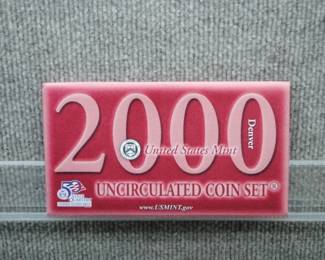 2000
Denver
United States Mint
UNCIRCULATED COIN SET®
www.USMINT.gov